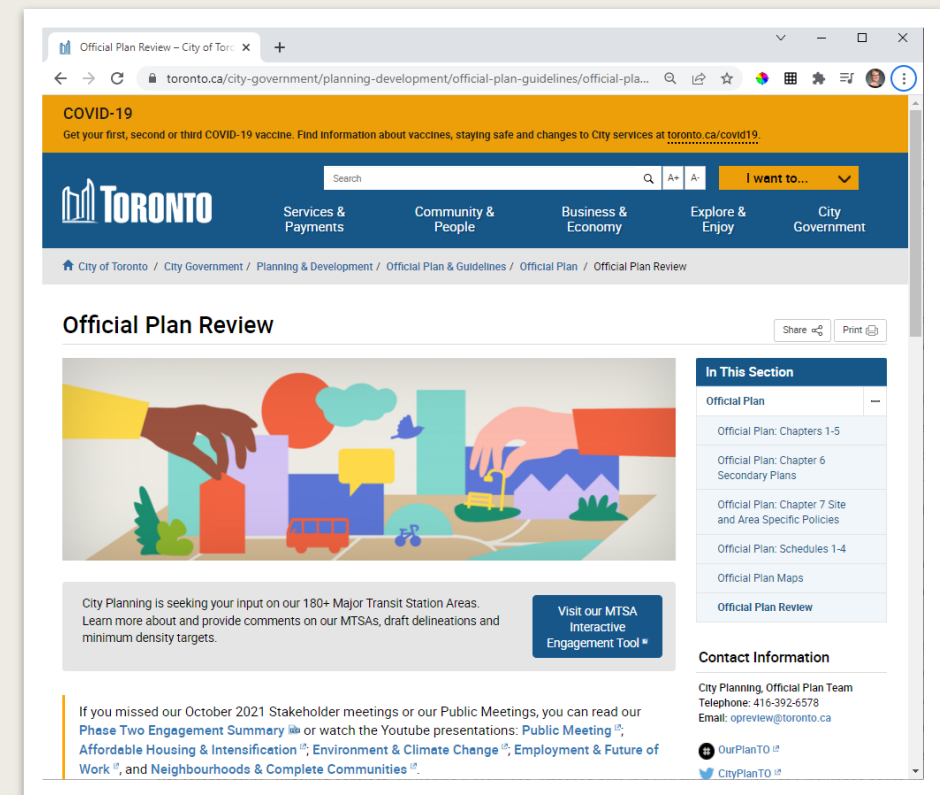 Official Plan Review – City of Toro
toronto.ca/city-government/planning-development/official-plan-guidelines/official-pla...
COVID-19
Get your first, second or third COVID-19 vaccine. Find information about vaccines, staying safe and changes to City services at toronto.ca/covid19.
Search
A+ A-
I want to...
TORONTO
Services & Payments
Community & People
Business & Economy
Explore & Enjoy
City Government
City of Toronto / City Government / Planning & Development / Official Plan & Guidelines / Official Plan / Official Plan Review
Official Plan Review
Share
Print
In This Section
Official Plan
Official Plan: Chapters 1-5
Official Plan: Chapter 6
Secondary Plans
Official Plan: Chapter 7 Site
and Area Specific Policies
Official Plan: Schedules 1-4
Official Plan Maps
Official Plan Review
City Planning is seeking your input on our 180+ Major Transit Station Areas.
Learn more about and provide comments on our MTSAs, draft delineations and
minimum density targets.
Visit our MTSA
Interactive
Engagement Tool
Contact Information
City Planning, Official Plan Team
Telephone: 416-392-6578
Email: opreview@toronto.ca
OurPlanTO
CityPlanTO
If you missed our October 2021 Stakeholder meetings or our Public Meetings, you can read our
Phase Two Engagement Summary or watch the Youtube presentations: Public Meeting;
Affordable Housing & Intensification; Environment & Climate Change; Employment & Future of
Work, and Neighbourhoods & Complete Communities.